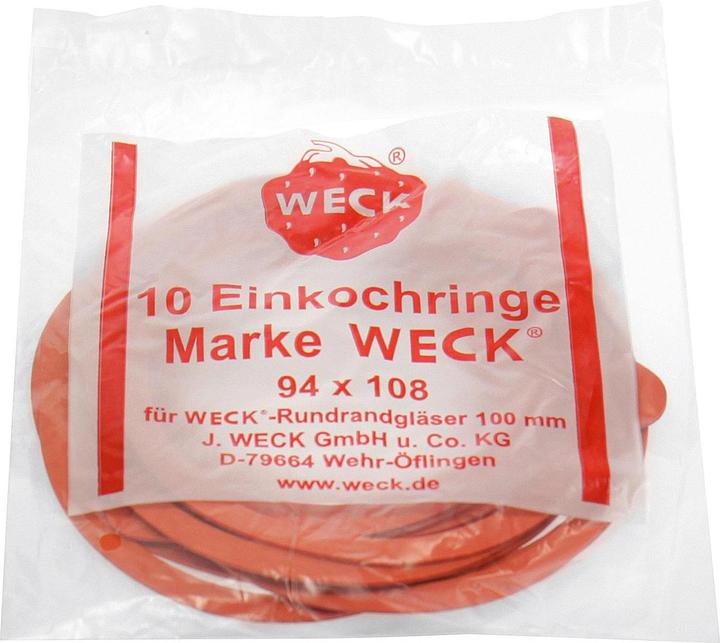 WECK ®
10 Einkochringe
Marke WECK®
94 x 108
für WECK®-Rundrandgläser 100 mm
J. WECK GmbH u. Co. KG
D-79664 Wehr-Öflingen
www.weck.de